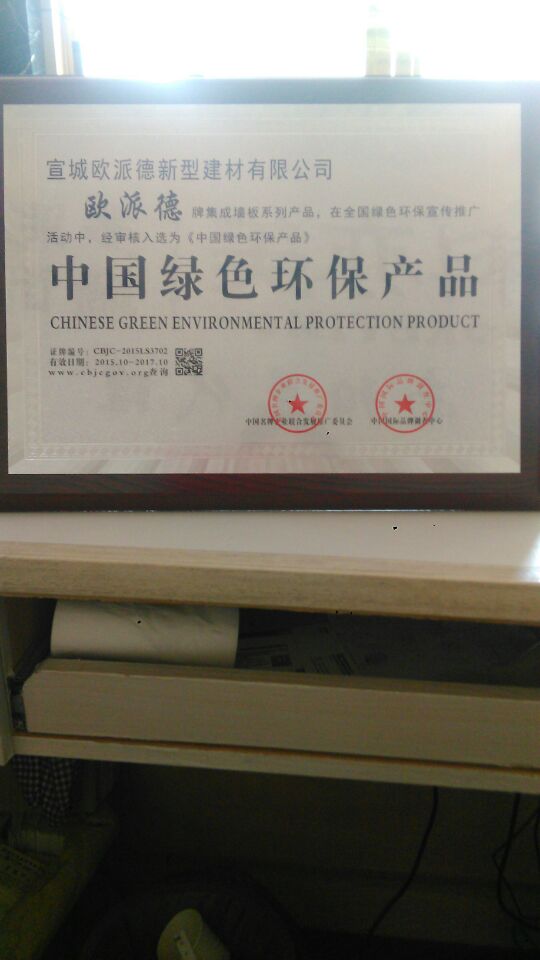 宣城欧派德新型建材有限公司
欧派德 牌集成墙板系列产品，在全国绿色环保宣传推广
活动中，经审核入选为《中国绿色环保产品》
中国绿色环保产品
CHINESE GREEN ENVIRONMENTAL PROTECTION PRODUCT
证牌编号：CBJC-2015LS3702
有效日期：2015.10-2017.10
www.cbjcgov.org查询